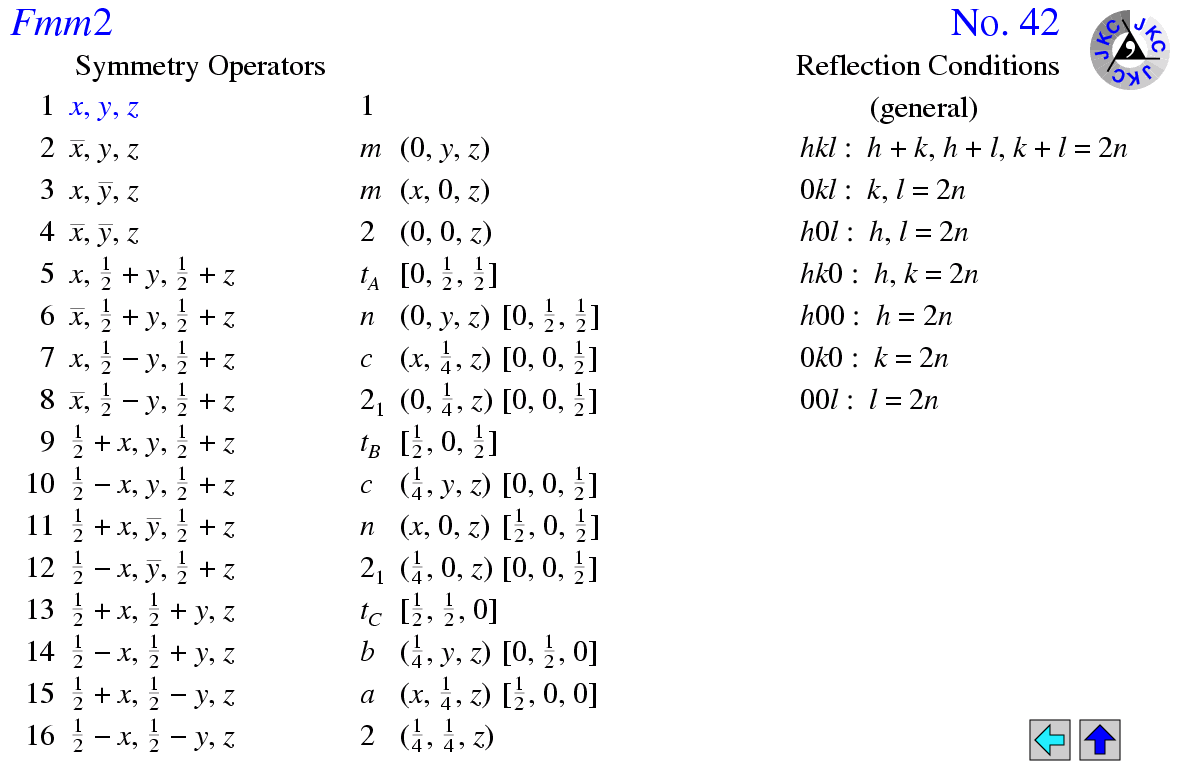 Fmm2 No. 42
JKC JKC JKC JKC
Symmetry Operators Reflection Conditions
1 x, y, z 1 (general)
2 x̅, y, z m (0, y, z) hkl : h + k, h + l, k + l = 2n
3 x, y̅, z m (x, 0, z) 0kl : k, l = 2n
4 x̅, y̅, z 2 (0, 0, z) h0l : h, l = 2n
5 x, ½ + y, ½ + z t_A [0, ½, ½] hk0 : h, k = 2n
6 x̅, ½ + y, ½ + z n (0, y, z) [0, ½, ½] h00 : h = 2n
7 x, ½ − y, ½ + z c (x, ¼, z) [0, 0, ½] 0k0 : k = 2n
8 x̅, ½ − y, ½ + z 2₁ (0, ¼, z) [0, 0, ½] 00l : l = 2n
9 ½ + x, y, ½ + z t_B [½, 0, ½]
10 ½ − x, y, ½ + z c (¼, y, z) [0, 0, ½]
11 ½ + x, y̅, ½ + z n (x, 0, z) [½, 0, ½]
12 ½ − x, y̅, ½ + z 2₁ (¼, 0, z) [0, 0, ½]
13 ½ + x, ½ + y, z t_C [½, ½, 0]
14 ½ − x, ½ + y, z b (¼, y, z) [0, ½, 0]
15 ½ + x, ½ − y, z a (x, ¼, z) [½, 0, 0]
16 ½ − x, ½ − y, z 2 (¼, ¼, z)